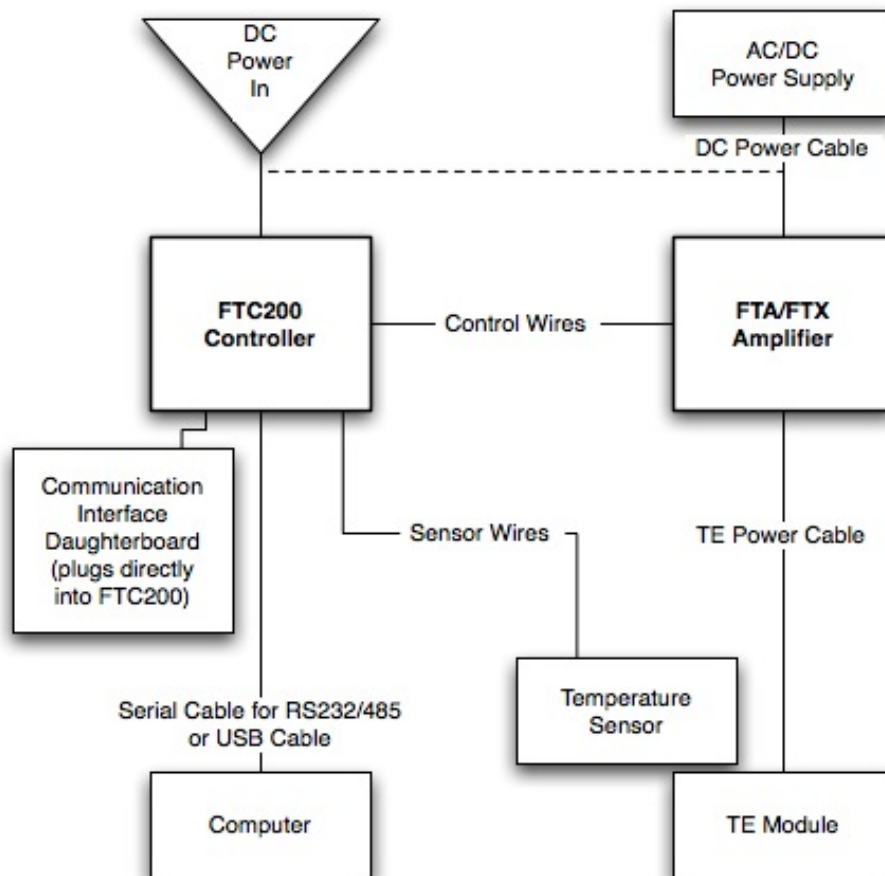 DC
Power
In
AC/DC
Power Supply
DC Power Cable
FTC200
Controller
Control Wires
FTA/FTX
Amplifier
Communication
Interface
Daughterboard
(plugs directly
into FTC200)
Sensor Wires
TE Power Cable
Temperature
Sensor
Serial Cable for RS232/485
or USB Cable
Computer
TE Module